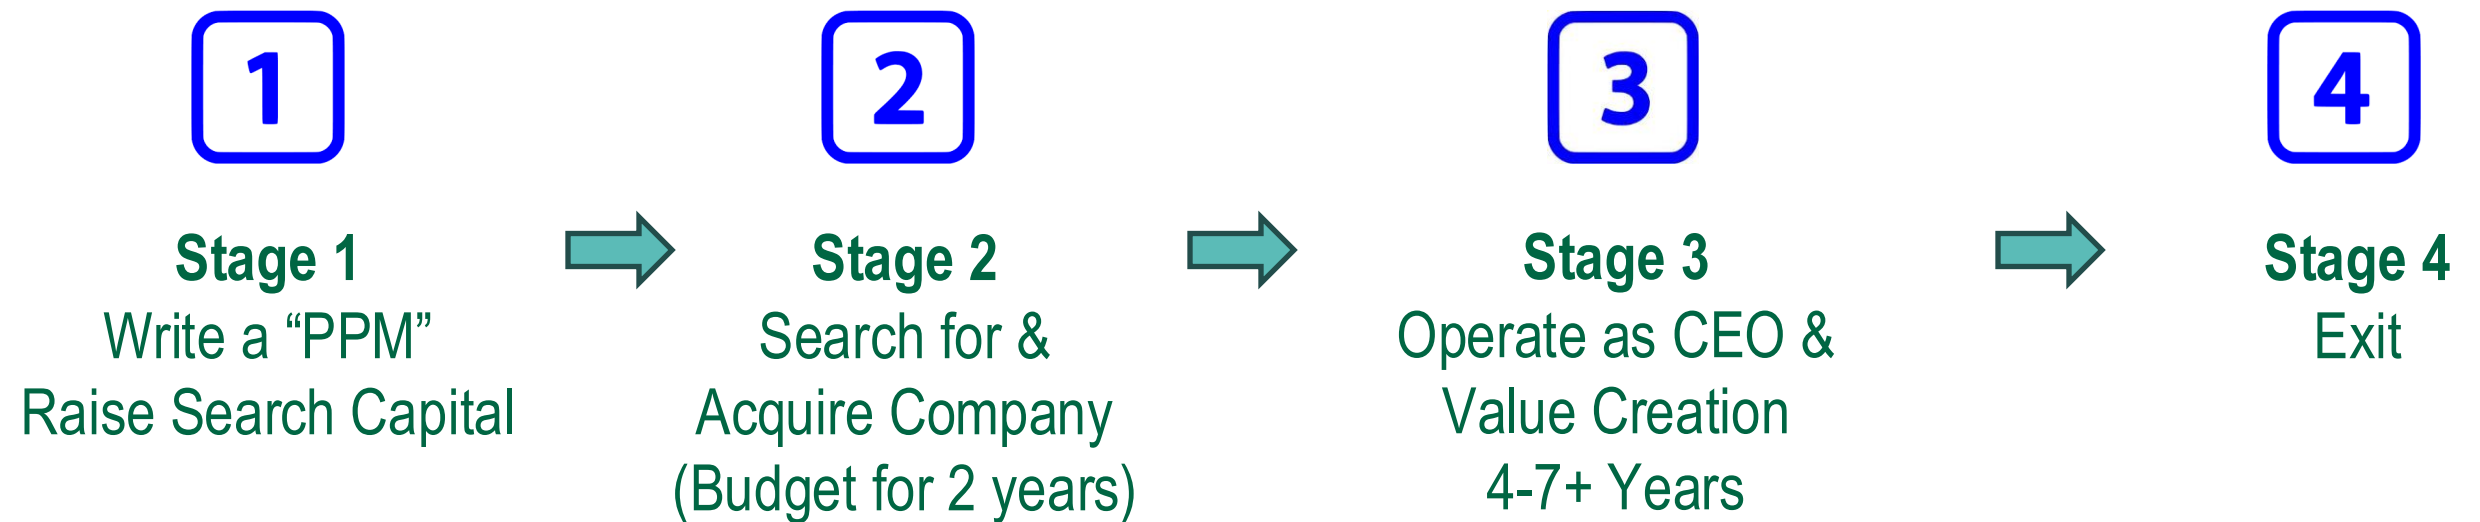 1
Stage 1
Write a “PPM”
Raise Search Capital
2
Stage 2
Search for &
Acquire Company
(Budget for 2 years)
3
Stage 3
Operate as CEO &
Value Creation
4-7+ Years
4
Stage 4
Exit